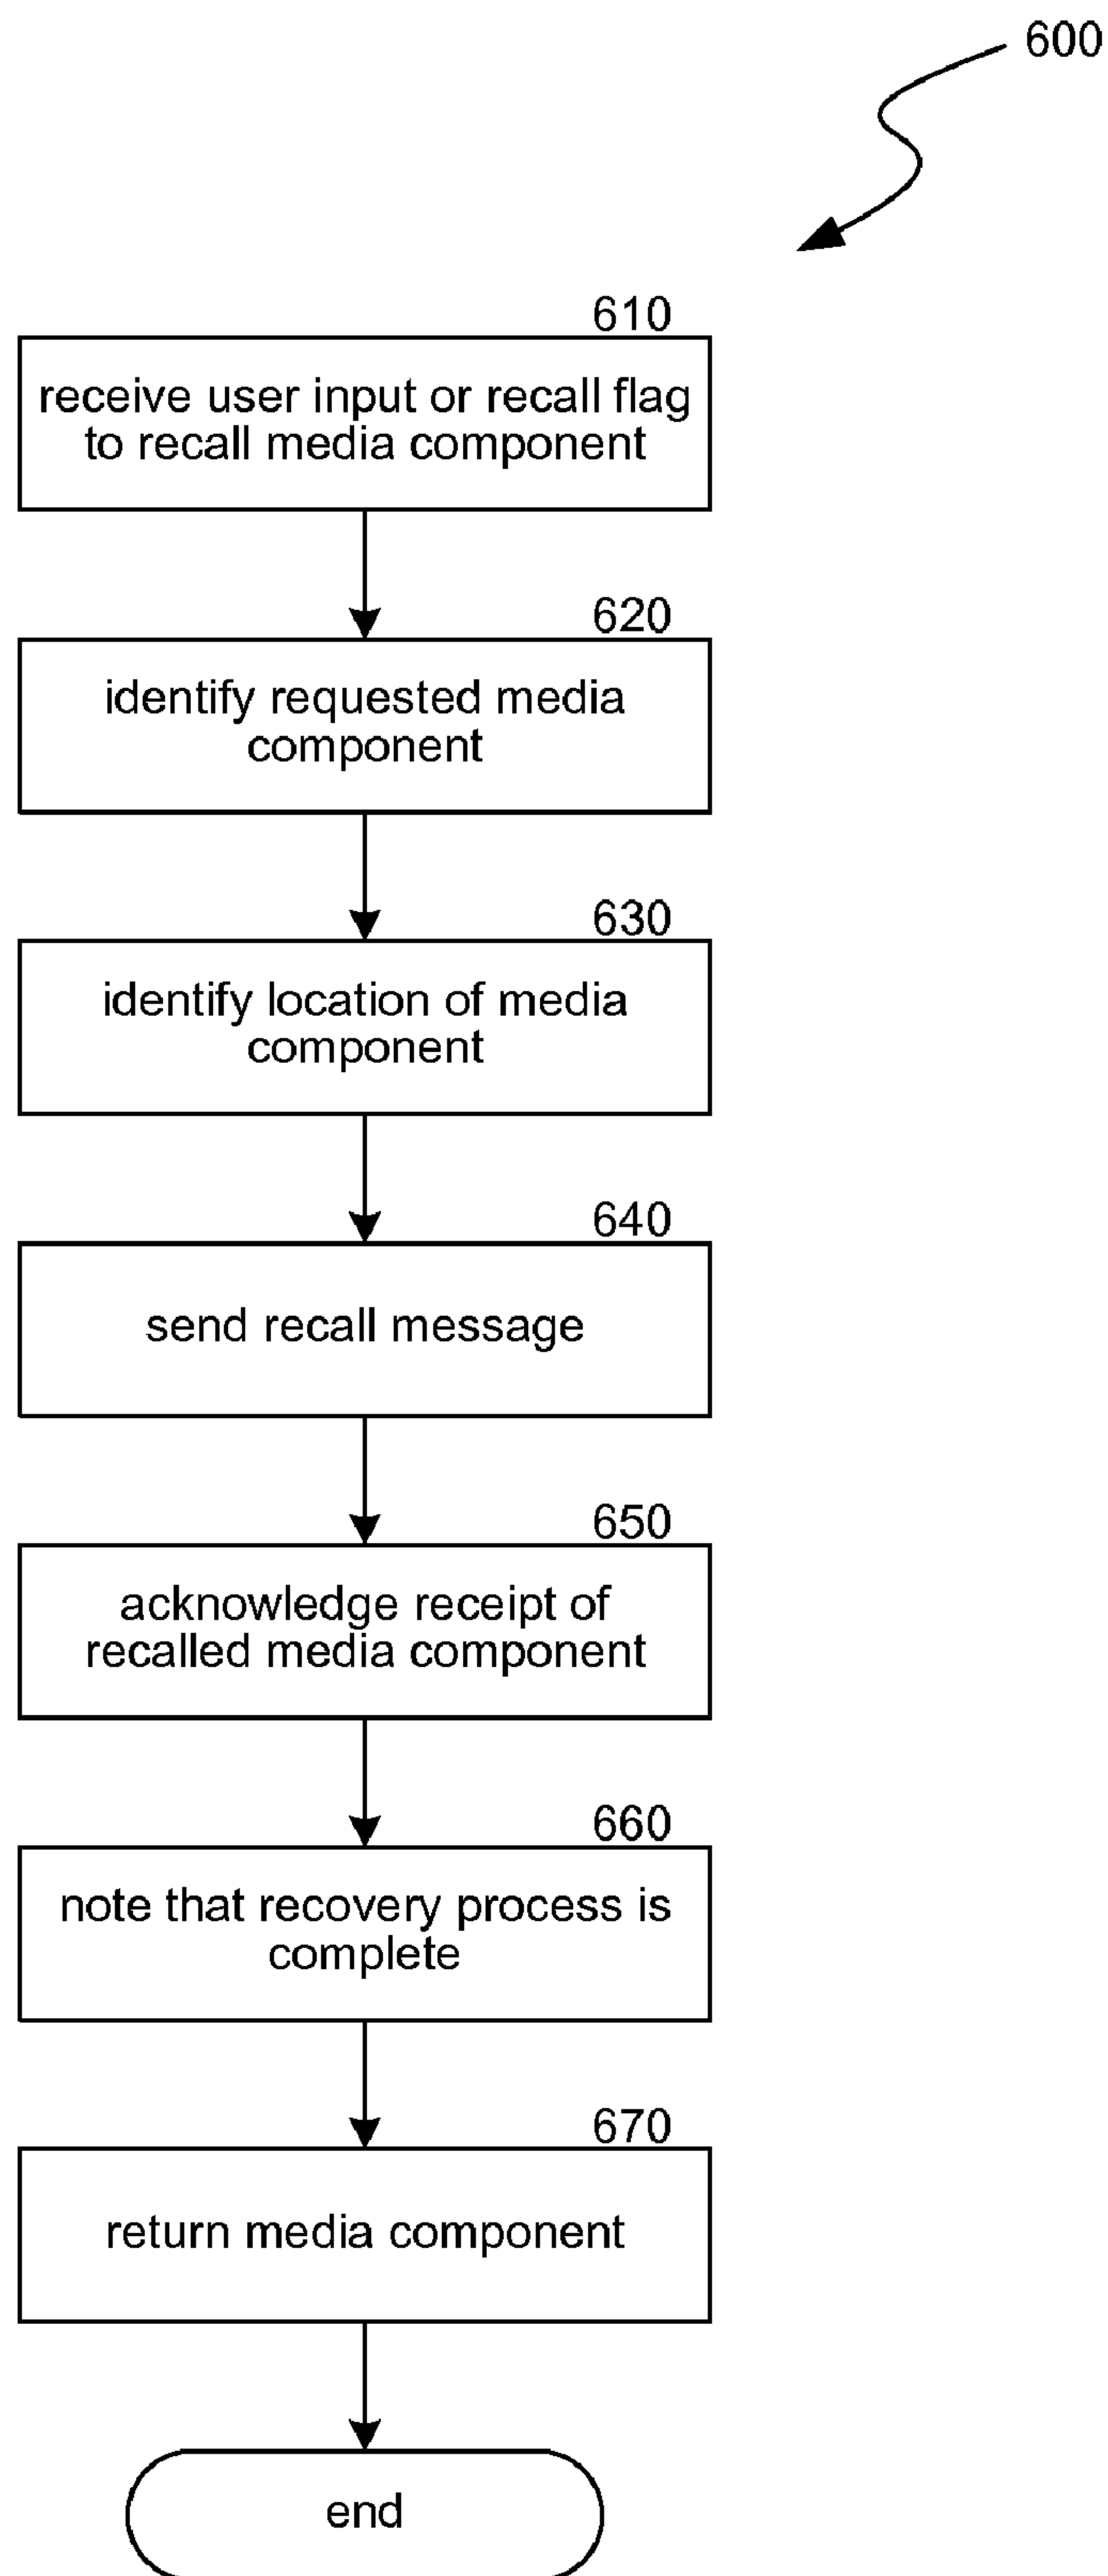 600
610
receive user input or recall flag
to recall media component
620
identify requested media
component
630
identify location of media
component
640
send recall message
650
acknowledge receipt of
recalled media component
660
note that recovery process is
complete
670
return media component
end